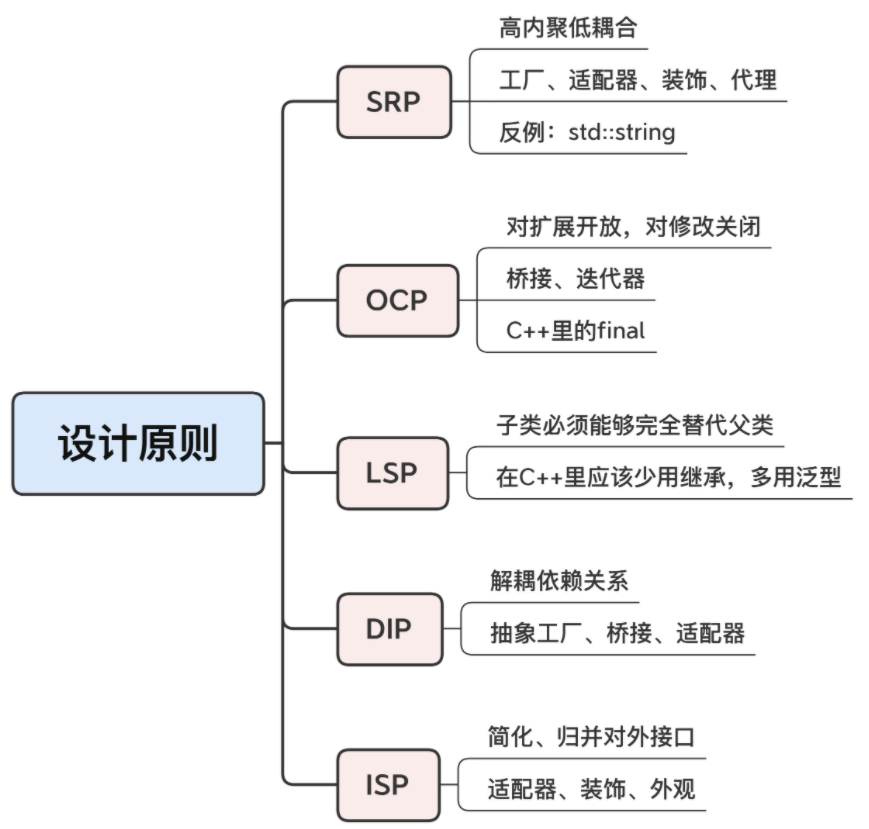 设计原则
SRP
高内聚低耦合
工厂、适配器、装饰、代理
反例：std::string
OCP
对扩展开放，对修改关闭
桥接、迭代器
C++里的final
LSP
子类必须能够完全替代父类
在C++里应该少用继承，多用泛型
DIP
解耦依赖关系
抽象工厂、桥接、适配器
ISP
简化、归并对外接口
适配器、装饰、外观